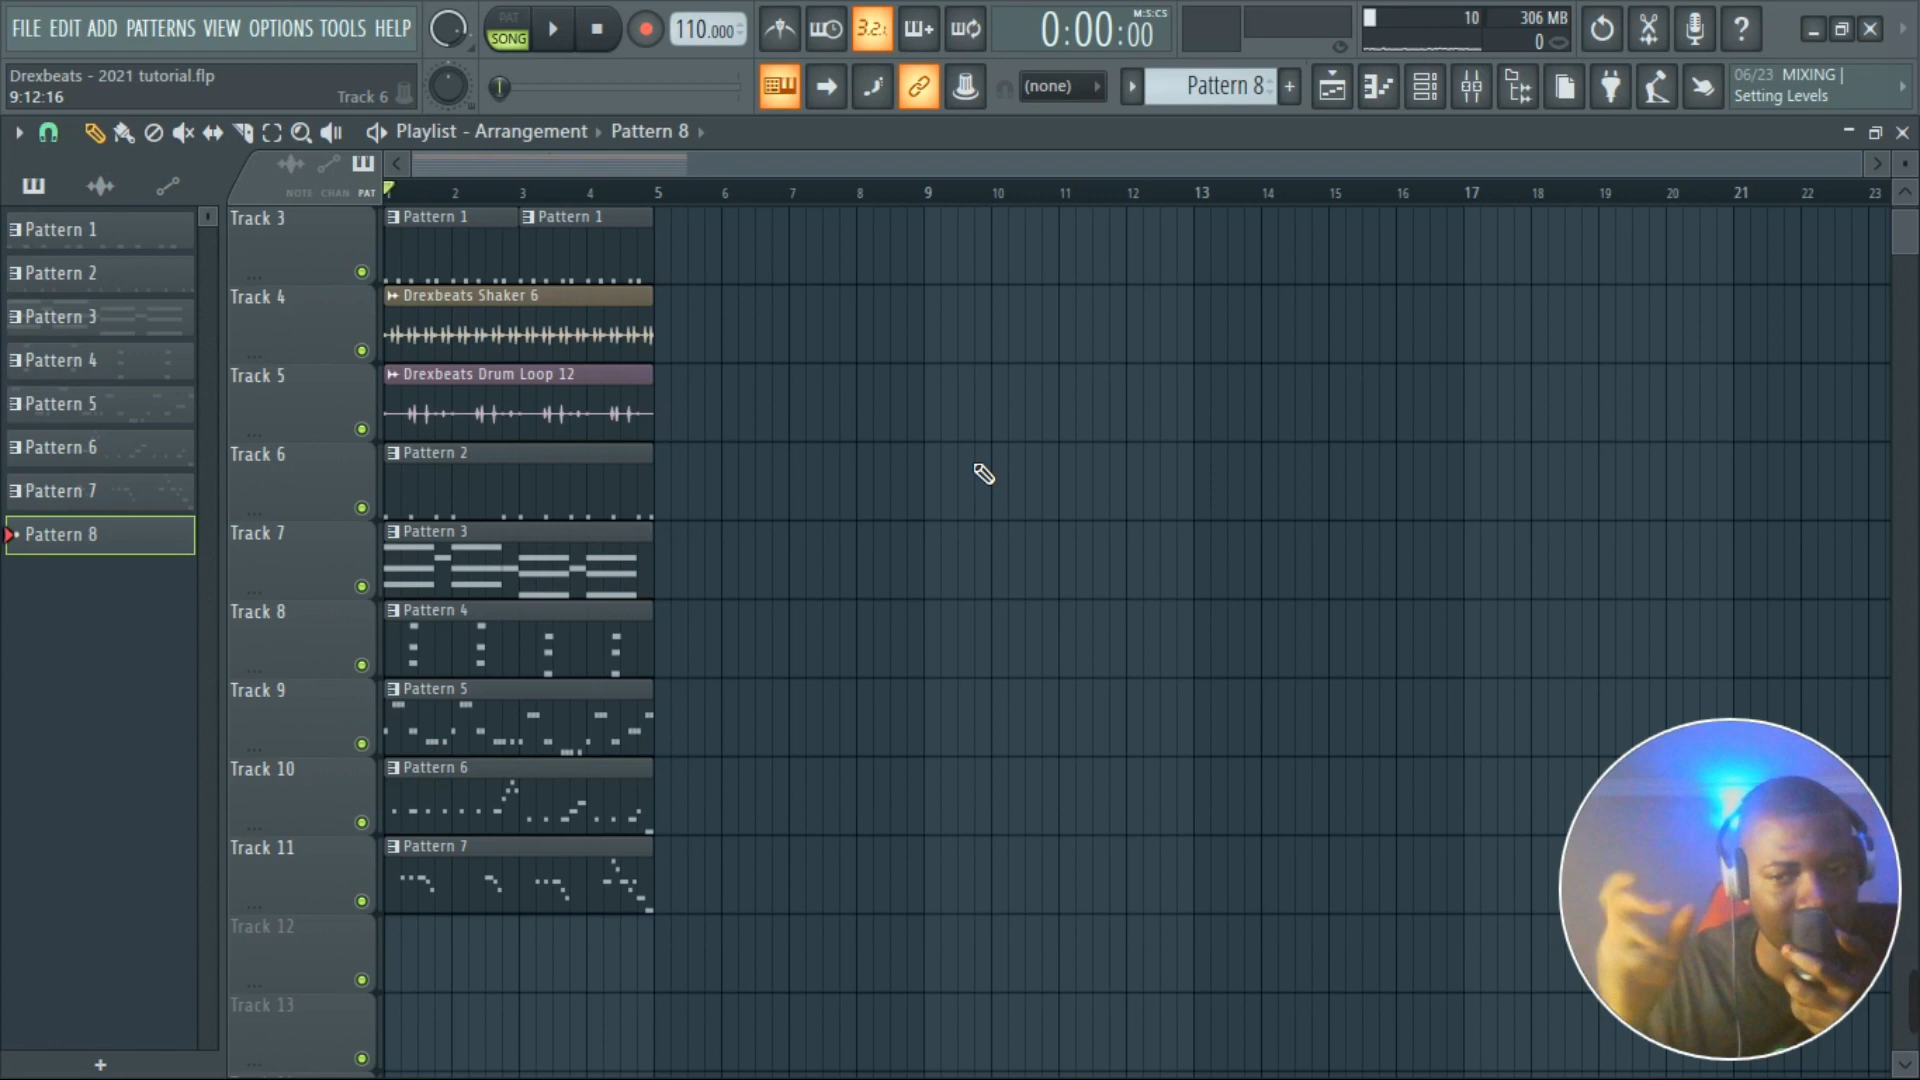 FILE EDIT ADD PATTERNS VIEW OPTIONS TOOLS HELP
PAT
SONG
110.000
3.2.
0:00:00
M:S:CS
10
306 MB
0
Drexbeats - 2021 tutorial.flp
9:12:16
Track 6
(none)
Pattern 8
06/23 MIXING |
Setting Levels
Playlist - Arrangement
Pattern 8
NOTE CHAN PAT
2 3 4 5 6 7 8 9 10 11 12 13 14 15 16 17 18 19 20 21 22 23
Pattern 1
Pattern 2
Pattern 3
Pattern 4
Pattern 5
Pattern 6
Pattern 7
Pattern 8
Track 3
Pattern 1
Pattern 1
Track 4
Drexbeats Shaker 6
Track 5
Drexbeats Drum Loop 12
Track 6
Pattern 2
Track 7
Pattern 3
Track 8
Pattern 4
Track 9
Pattern 5
Track 10
Pattern 6
Track 11
Pattern 7
Track 12
Track 13